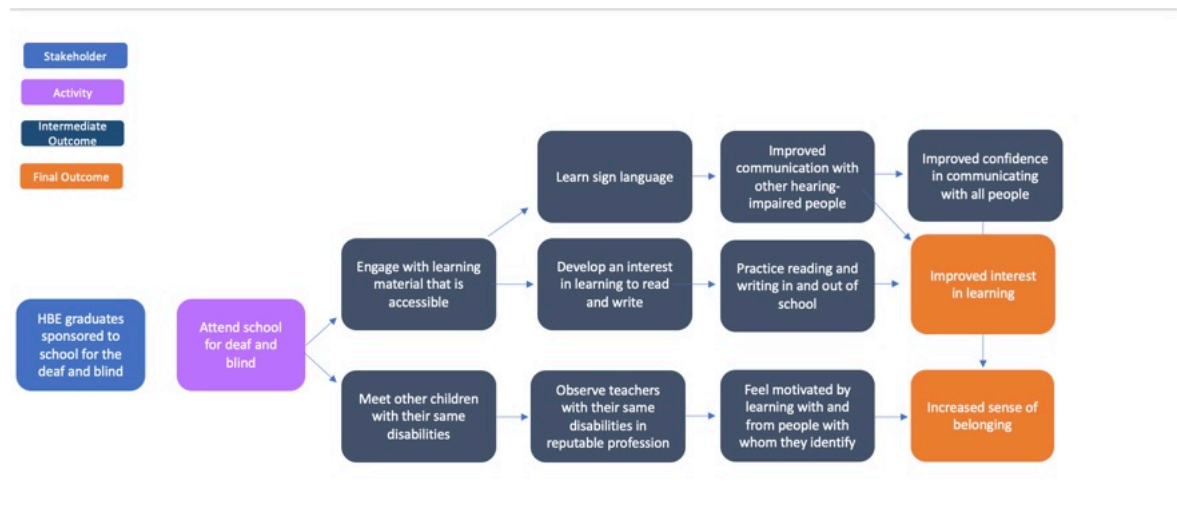 Stakeholder
Activity
Intermediate
Outcome
Final Outcome
Learn sign language
Improved
communication with
other hearing-
impaired people
Improved confidence
in communicating
with all people
Engage with learning
material that is
accessible
Develop an interest
in learning to read
and write
Practice reading and
writing in and out of
school
Improved interest
in learning
HBE graduates
sponsored to
school for the
deaf and blind
Attend school
for deaf and
blind
Meet other children
with their same
disabilities
Observe teachers
with their same
disabilities in
reputable profession
Feel motivated by
learning with and
from people with
whom they identify
Increased sense of
belonging